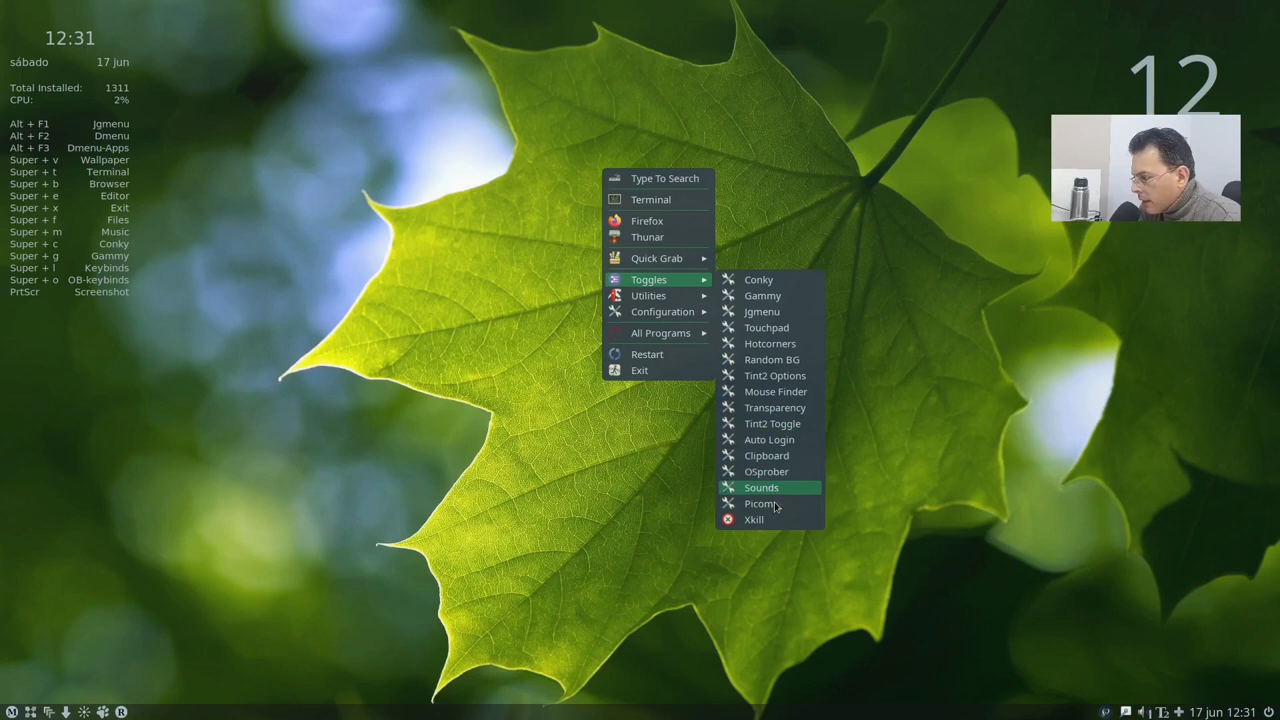 12:31
sábado 17 jun
Total Installed: 1311
CPU: 2%
Alt + F1 Jgmenu
Alt + F2 Dmenu
Alt + F3 Dmenu-Apps
Super + v Wallpaper
Super + t Terminal
Super + b Browser
Super + e Editor
Super + x Exit
Super + f Files
Super + m Music
Super + c Conky
Super + g Gammy
Super + l Keybinds
Super + o OB-keybinds
PrtScr Screenshot
12
Type To Search
Terminal
Firefox
Thunar
Quick Grab
Toggles
Utilities
Configuration
All Programs
Restart
Exit
Conky
Gammy
Jgmenu
Touchpad
Hotcorners
Random BG
Tint2 Options
Mouse Finder
Transparency
Tint2 Toggle
Auto Login
Clipboard
OSprober
Sounds
Picom
Xkill
M R T2 17 jun 12:31